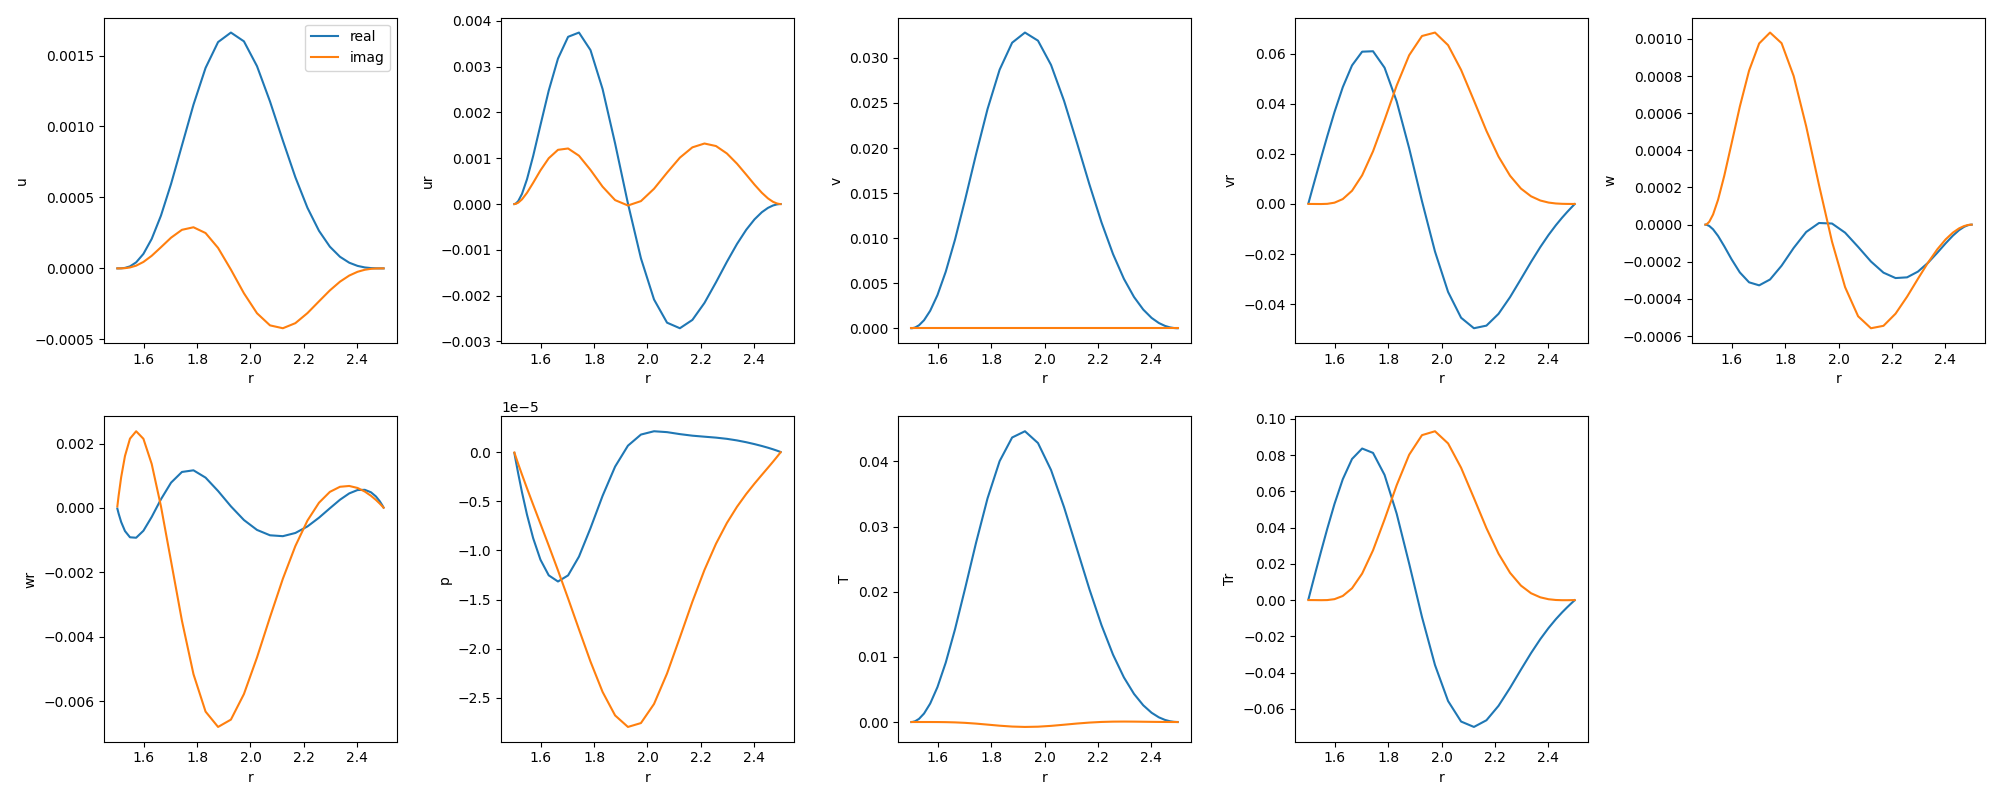 u
0.0015
0.0010
0.0005
0.0000
−0.0005
1.6 1.8 2.0 2.2 2.4
r
real
imag
ur
0.004
0.003
0.002
0.001
0.000
−0.001
−0.002
−0.003
1.6 1.8 2.0 2.2 2.4
r
v
0.030
0.025
0.020
0.015
0.010
0.005
0.000
1.6 1.8 2.0 2.2 2.4
r
vr
0.06
0.04
0.02
0.00
−0.02
−0.04
1.6 1.8 2.0 2.2 2.4
r
w
0.0010
0.0008
0.0006
0.0004
0.0002
0.0000
−0.0002
−0.0004
−0.0006
1.6 1.8 2.0 2.2 2.4
r
wr
0.002
0.000
−0.002
−0.004
−0.006
1.6 1.8 2.0 2.2 2.4
r
1e−5
p
0.0
−0.5
−1.0
−1.5
−2.0
−2.5
1.6 1.8 2.0 2.2 2.4
r
T
0.04
0.03
0.02
0.01
0.00
1.6 1.8 2.0 2.2 2.4
r
Tr
0.10
0.08
0.06
0.04
0.02
0.00
−0.02
−0.04
−0.06
1.6 1.8 2.0 2.2 2.4
r